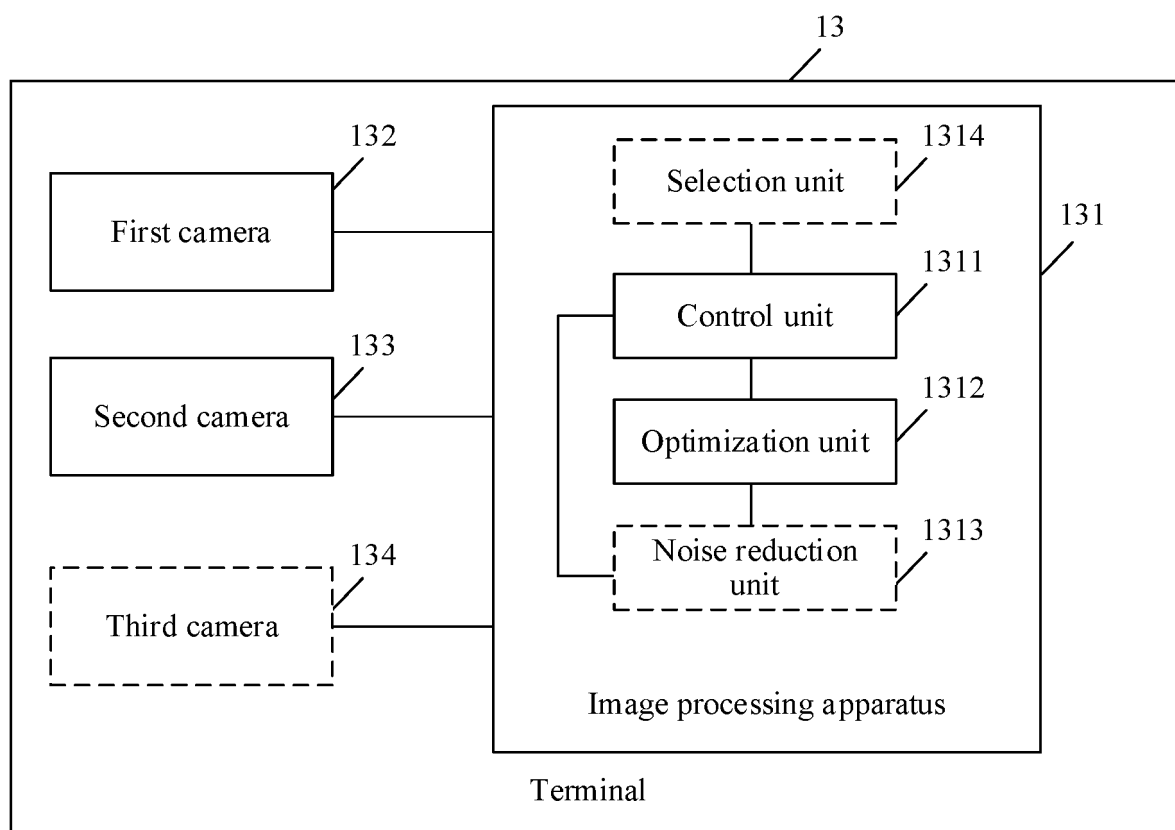 13
132
First camera
133
Second camera
134
Third camera
1314
Selection unit
131
1311
Control unit
1312
Optimization unit
1313
Noise reduction
unit
Image processing apparatus
Terminal